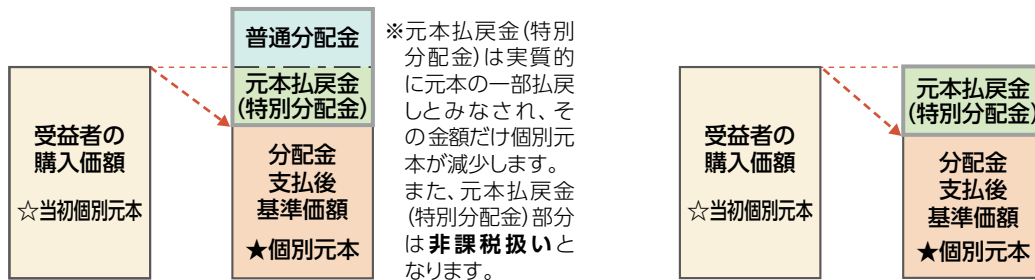 受益者の
購入価額
☆当初個別元本
普通分配金
元本払戻金
(特別分配金)
分配金
支払後
基準価額
★個別元本
※元本払戻金(特別
分配金)は実質的
に元本の一部払戻
しとみなされ、そ
の金額だけ個別元
本が減少します。
また、元本払戻金
(特別分配金)部分
は非課税扱いと
なります。
受益者の
購入価額
☆当初個別元本
元本払戻金
(特別分配金)
分配金
支払後
基準価額
★個別元本